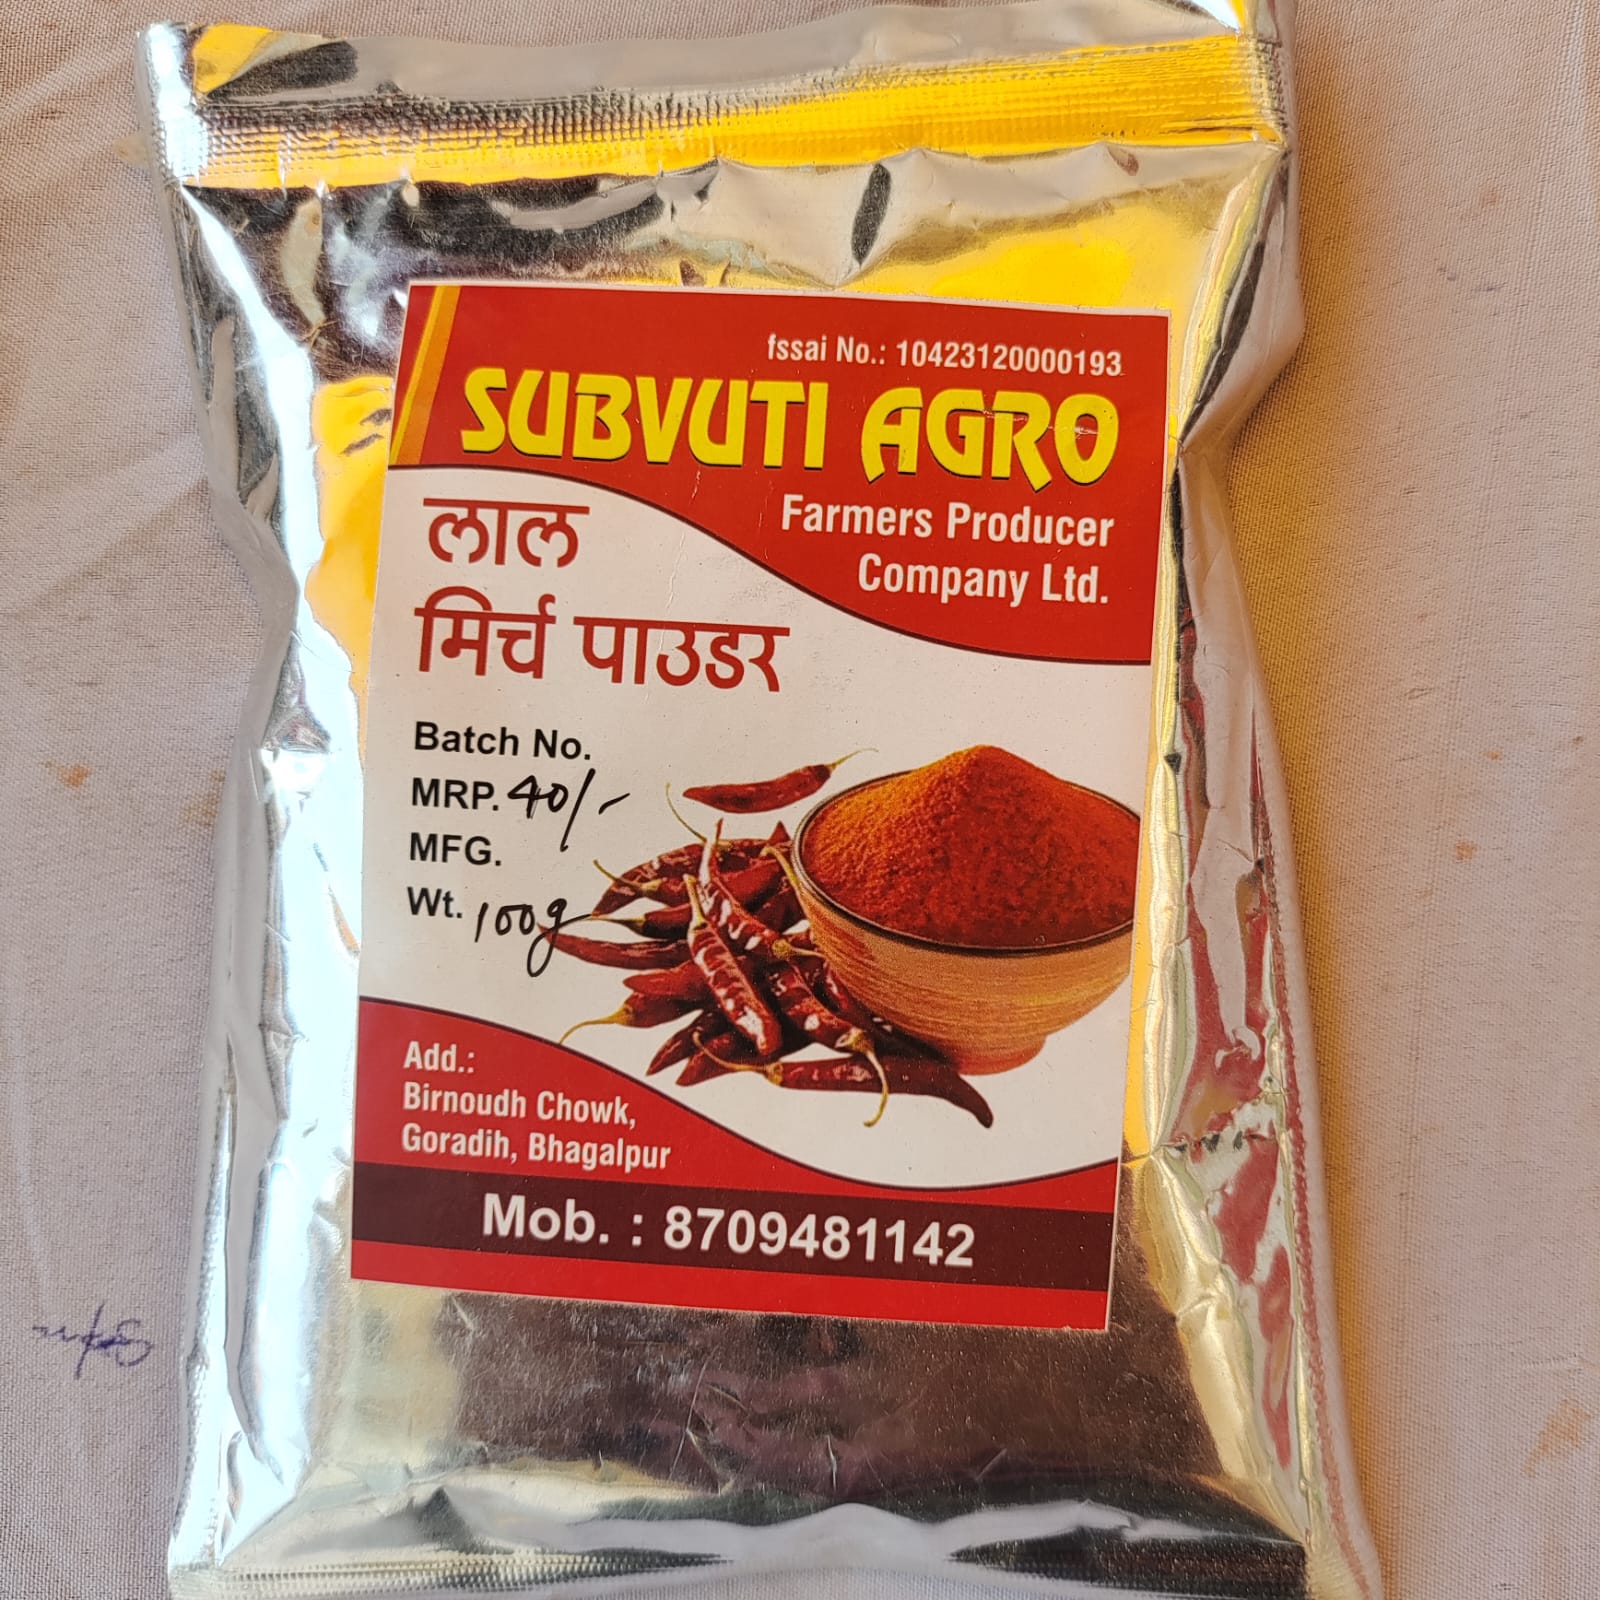 fssai No.: 10423120000193
SUBVUTI AGRO
Farmers Producer
Company Ltd.
लाल
मिर्च पाउडर
Batch No.
MRP. 40/-
MFG.
Wt. 100g
Add.:
Birnoudh Chowk,
Goradih, Bhagalpur
Mob. : 8709481142